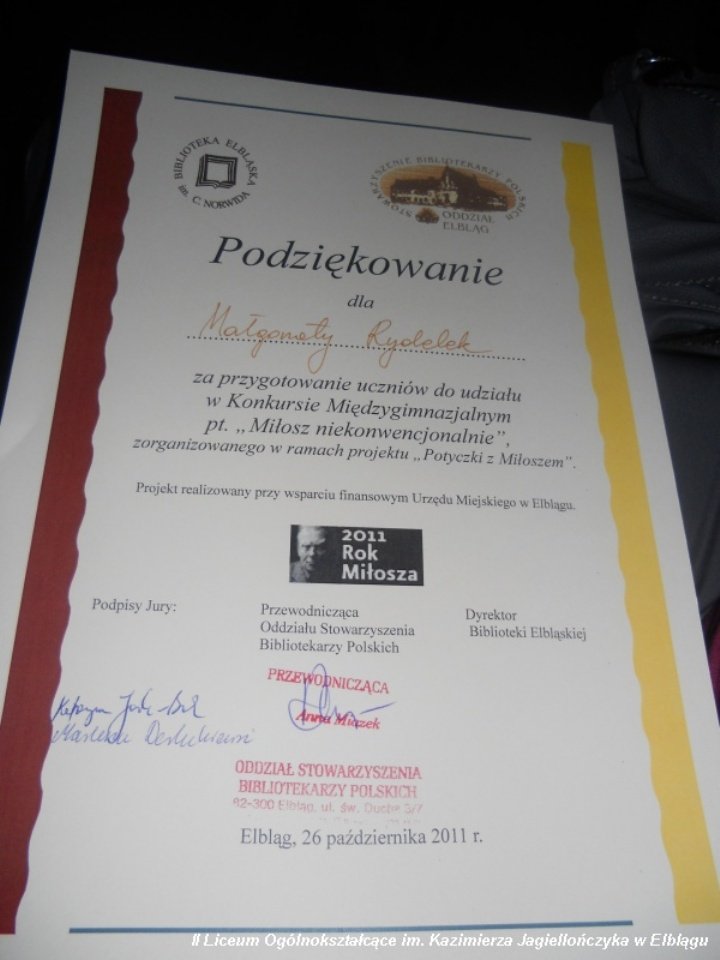 BIBLIOTEKA ELBLĄSKA
im. C. NORWIDA
STOWARZYSZENIE BIBLIOTEKARZY POLSKICH
ODDZIAŁ
ELBLĄG
Podziękowanie
dla
Małgorzaty Rydelek
za przygotowanie uczniów do udziału
w Konkursie Międzygimnazjalnym
pt. „Miłosz niekonwencjonalnie”,
zorganizowanego w ramach projektu „Potyczki z Miłoszem”.
Projekt realizowany przy wsparciu finansowym Urzędu Miejskiego w Elblągu.
2011
Rok
Miłosza
Podpisy Jury:
Przewodnicząca
Oddziału Stowarzyszenia
Bibliotekarzy Polskich
Dyrektor
Biblioteki Elbląskiej
PRZEWODNICZĄCA
Anna
ODDZIAŁ STOWARZYSZENIA
BIBLIOTEKARZY POLSKICH
82-300 Elbląg, ul. św. Ducha 3/7
Elbląg, 26 października 2011 r.
II Liceum Ogólnokształcące im. Kazimierza Jagiellończyka w Elblągu